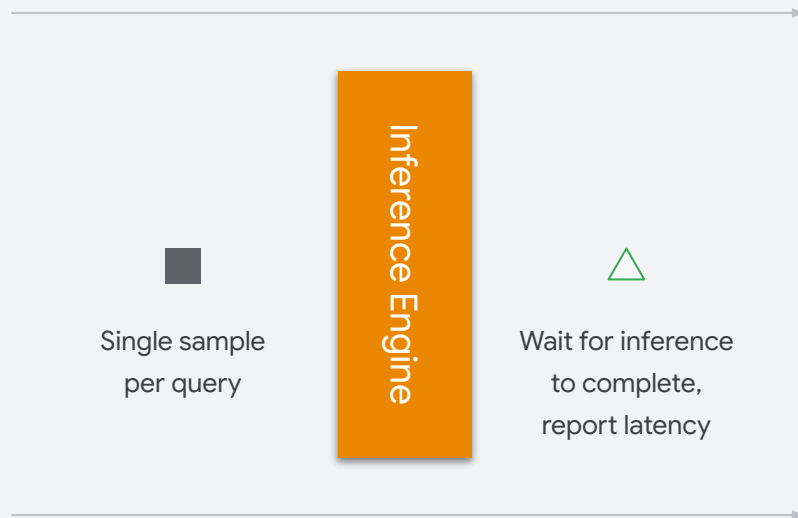 Single sample
per query
Inference Engine
Wait for inference
to complete,
report latency